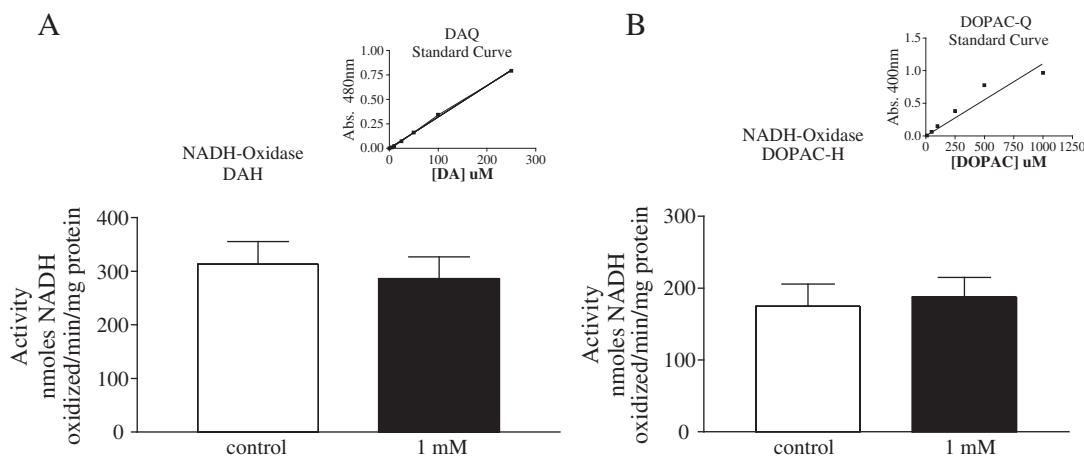 A
DAQ
Standard Curve
1.00
0.75
0.50
0.25
0.00
Abs. 480nm
100
200
300
[DA] uM
NADH-Oxidase
DAH
400
300
200
100
0
Activity
nmoles NADH
oxidized/min/mg protein
control
1 mM
B
DOPAC-Q
Standard Curve
1.5
1.0
0.5
0.0
Abs. 400nm
250
500
750
1000
1250
[DOPAC] uM
NADH-Oxidase
DOPAC-H
300
200
100
0
Activity
nmoles NADH
oxidized/min/mg protein
control
1 mM